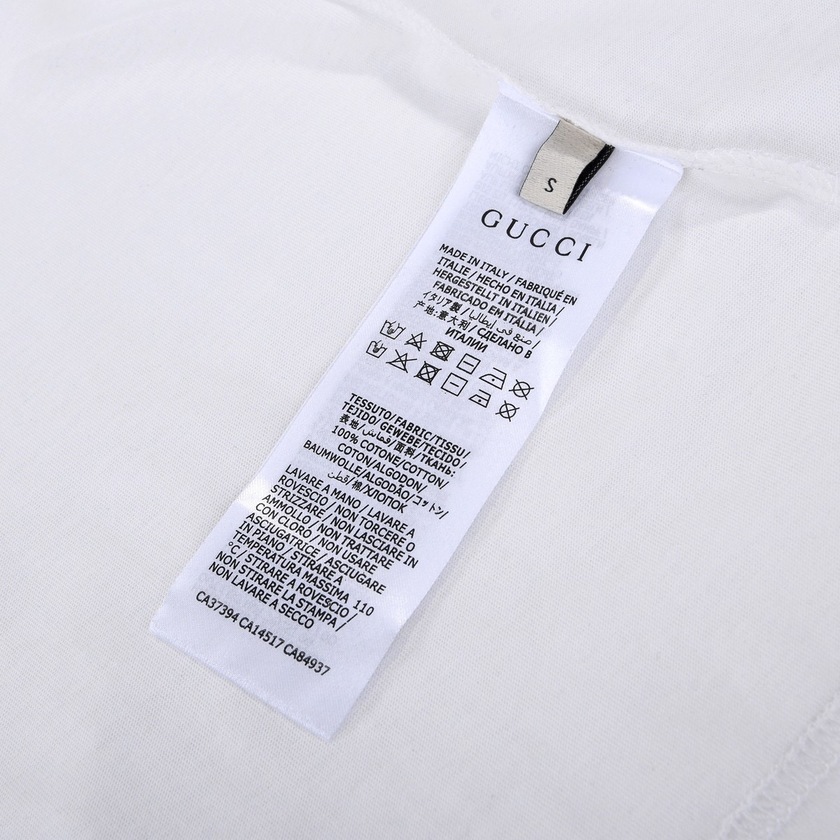 S
GUCCI
MADE IN ITALY / FABRIQUÉ EN
ITALIE / HECHO EN ITALIA /
HERGESTELLT IN ITALIEN /
FABRICADO EM ITÁLIA /
イタリア製 / صنع في إيطاليا /
产地:意大利 / СДЕЛАНО В
ИТАЛИИ
TESSUTO/FABRIC/TISSU/
TEJIDO/GEWEBE/TECIDO/
表地/قماش/面料/ТКАНЬ:
100% COTONE/COTTON/
COTON/ALGODON/
BAUMWOLLE/ALGODÃO/コットン/
قطن/棉/ХЛОПОК
LAVARE A MANO / LAVARE A
ROVESCIO / NON TORCERE O
STRIZZARE / NON LASCIARE IN
AMMOLLO / NON TRATTARE
CON CLORO / NON USARE
ASCIUGATRICE / ASCIUGARE
IN PIANO / STIRARE A
TEMPERATURA MASSIMA 110
°C / STIRARE A ROVESCIO /
NON STIRARE LA STAMPA /
NON LAVARE A SECCO
CA37394 CA14517 CA84937